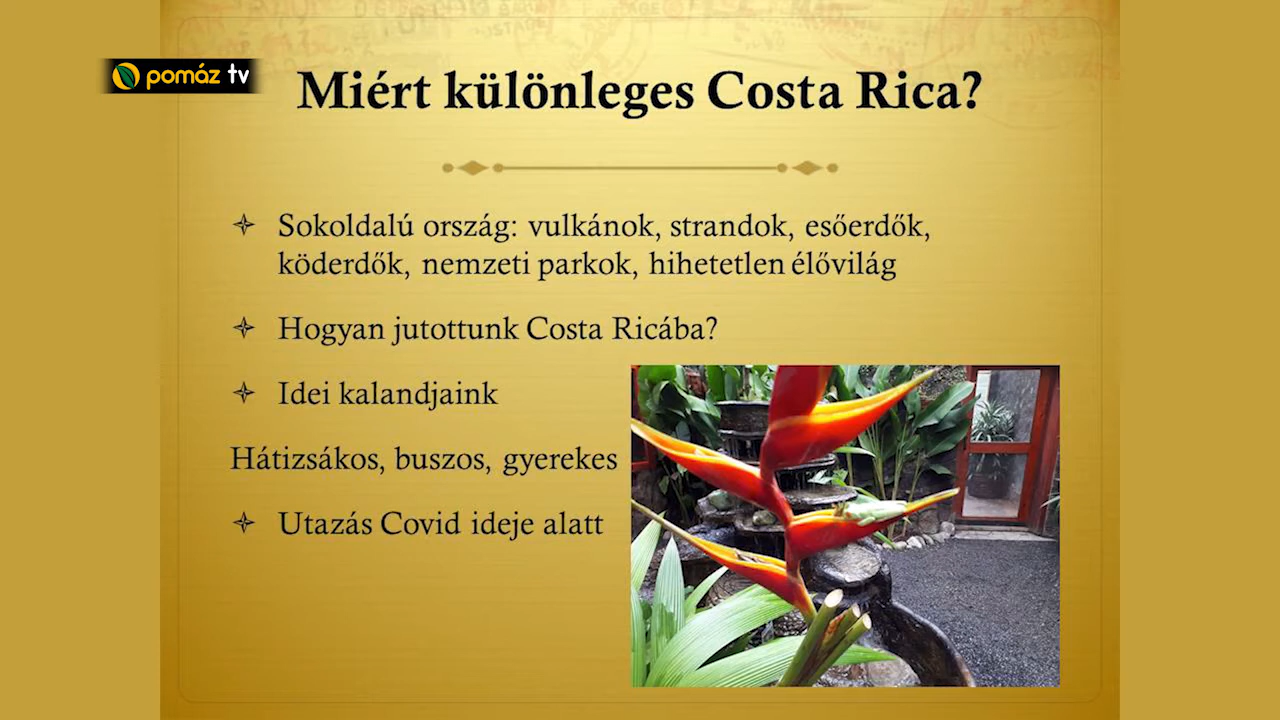 pomáz tv
Miért különleges Costa Rica?
Sokoldalú ország: vulkánok, strandok, esőerdők,
köderdők, nemzeti parkok, hihetetlen élővilág
Hogyan jutottunk Costa Ricába?
Idei kalandjaink
Hátizsákos, buszos, gyerekes
Utazás Covid ideje alatt